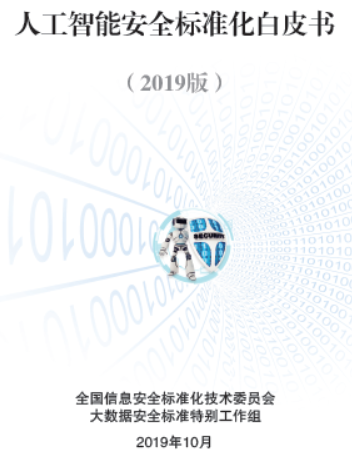 人工智能安全标准化白皮书
（2019版）
SECURITY
全国信息安全标准化技术委员会
大数据安全标准特别工作组
2019年10月